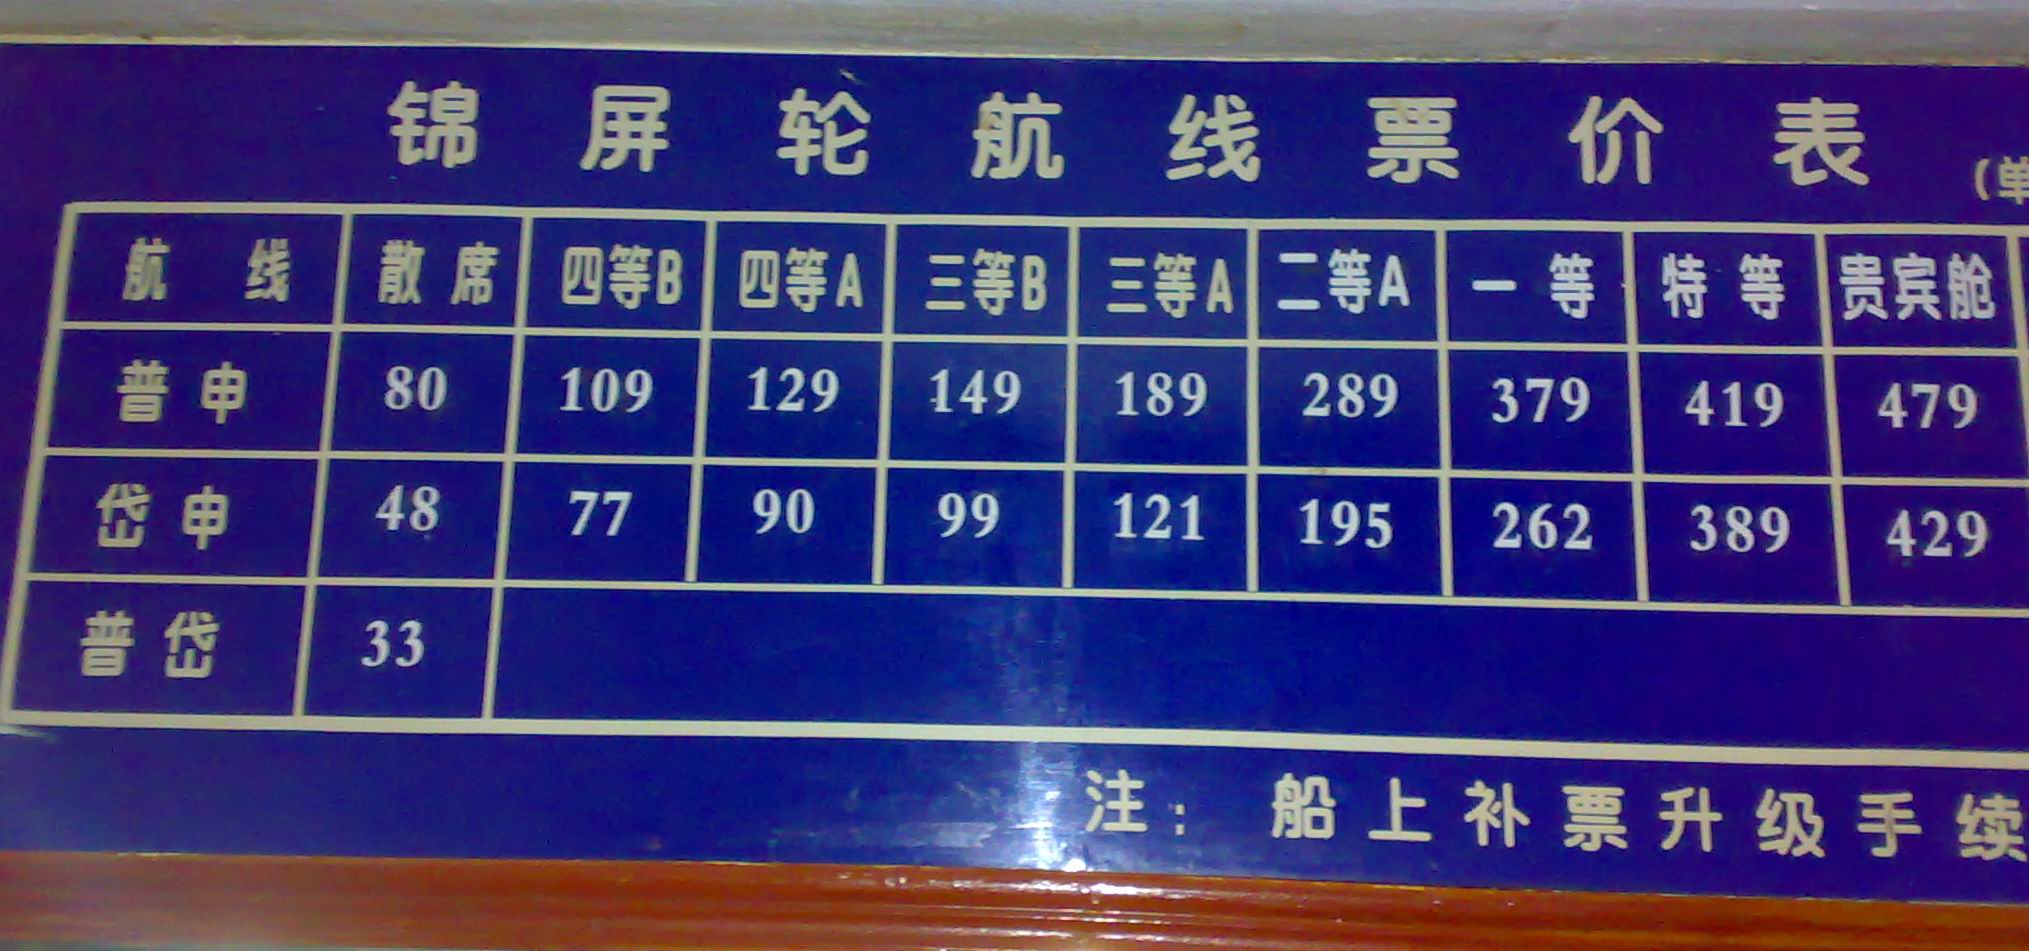 锦屏轮航线票价表
(单
航线 散席 四等B 四等A 三等B 三等A 二等A 一等 特等 贵宾舱
普申 80 109 129 149 189 289 379 419 479
岱申 48 77 90 99 121 195 262 389 429
普岱 33
注：船上补票升级手续